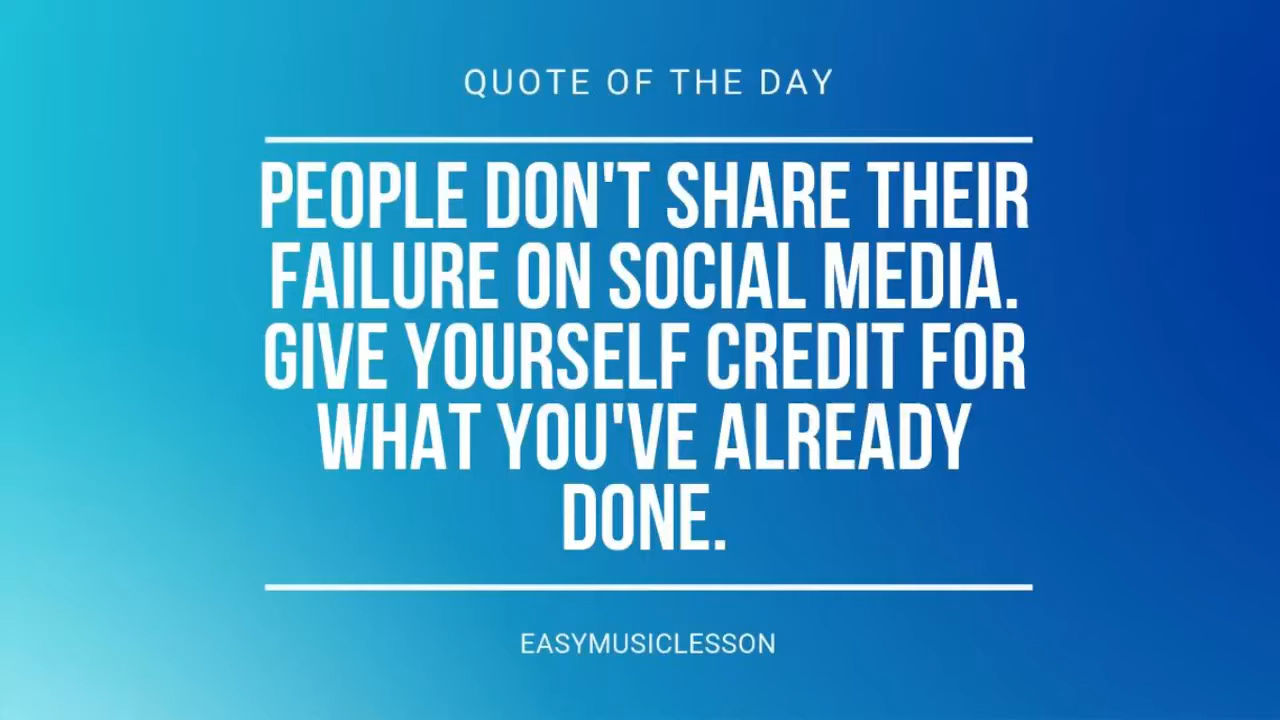 QUOTE OF THE DAY
PEOPLE DON'T SHARE THEIR
FAILURE ON SOCIAL MEDIA.
GIVE YOURSELF CREDIT FOR
WHAT YOU'VE ALREADY
DONE.
EASYMUSICLESSON